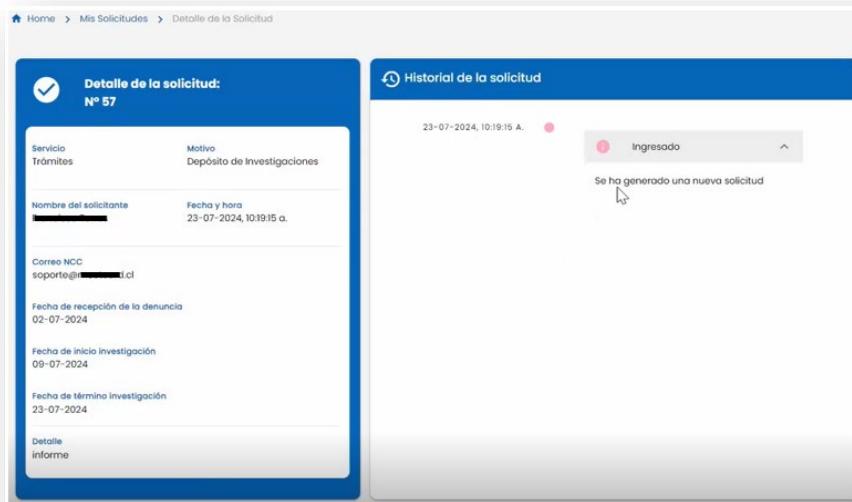 Home > Mis Solicitudes > Detalle de la Solicitud
Detalle de la solicitud:
N° 57
Servicio
Trámites
Motivo
Depósito de Investigaciones
Nombre del solicitante
Fecha y hora
23-07-2024, 10:19:15 a.
Correo NCC
soporte@ .cl
Fecha de recepción de la denuncia
02-07-2024
Fecha de inicio investigación
09-07-2024
Fecha de término investigación
23-07-2024
Detalle
informe
Historial de la solicitud
23-07-2024, 10:19:15 A.
Ingresado
Se ha generado una nueva solicitud